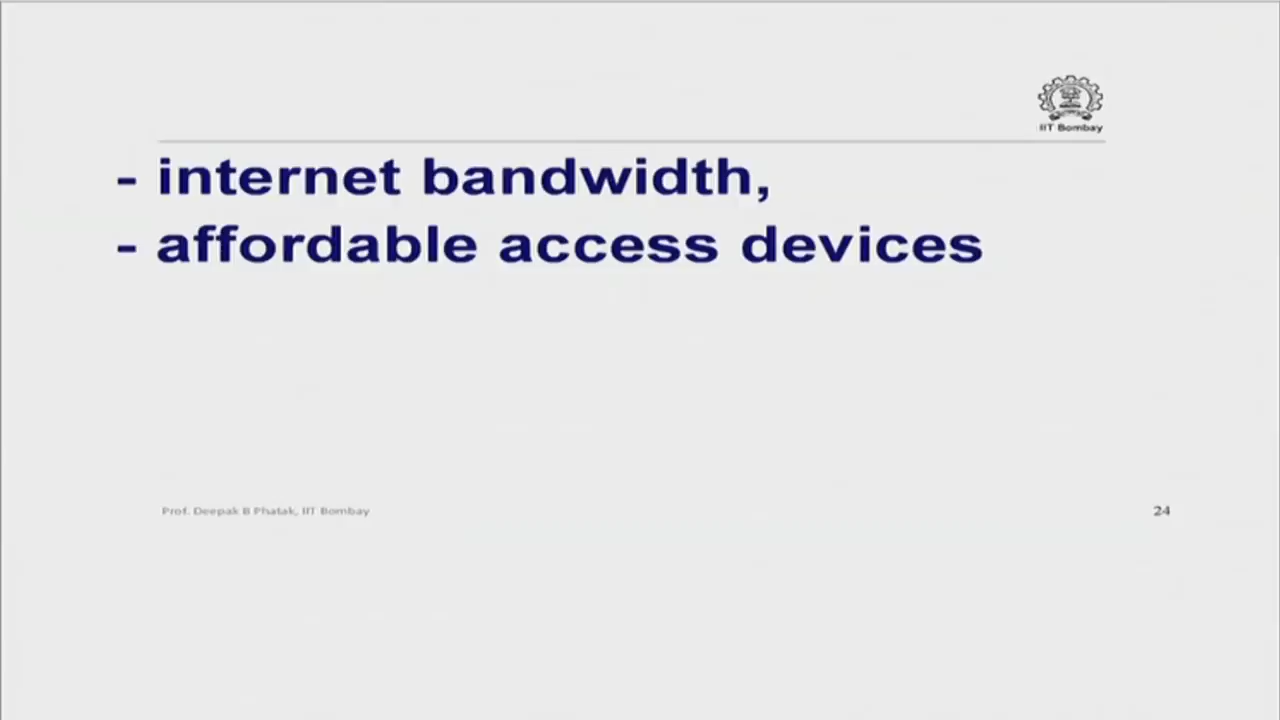 IIT Bombay
- internet bandwidth,
- affordable access devices
Prof. Deepak B Phatak, IIT Bombay
24